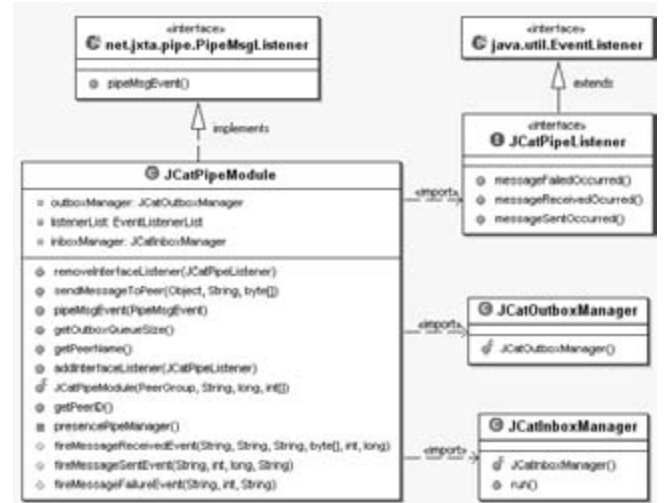 «interface»
net.jxta.pipe.PipeMsgListener
pipeMsgEvent()
implements
«interface»
java.util.EventListener
extends
«interface»
JCatPipeListener
messageFailedOccurred()
messageReceivedOcurred()
messageSentOccurred()
JCatPipeModule
outboxManager: JCatOutboxManager
listenerList: EventListenerList
inboxManager: JCatInboxManager
removeInterfaceListener(JCatPipeListener)
sendMessageToPeer(Object, String, byte[])
pipeMsgEvent(PipeMsgEvent)
getOutboxQueueSize()
getPeerName()
addInterfaceListener(JCatPipeListener)
JCatPipeModule(PeerGroup, String, long, int[])
getPeerID()
presencePipeManager()
fireMessageReceivedEvent(String, String, String, byte[], int, long)
fireMessageSentEvent(String, int, long, String)
fireMessageFailureEvent(String, int, String)
«import»
«import»
JCatOutboxManager
JCatOutboxManager()
«import»
JCatInboxManager
JCatInboxManager()
run()